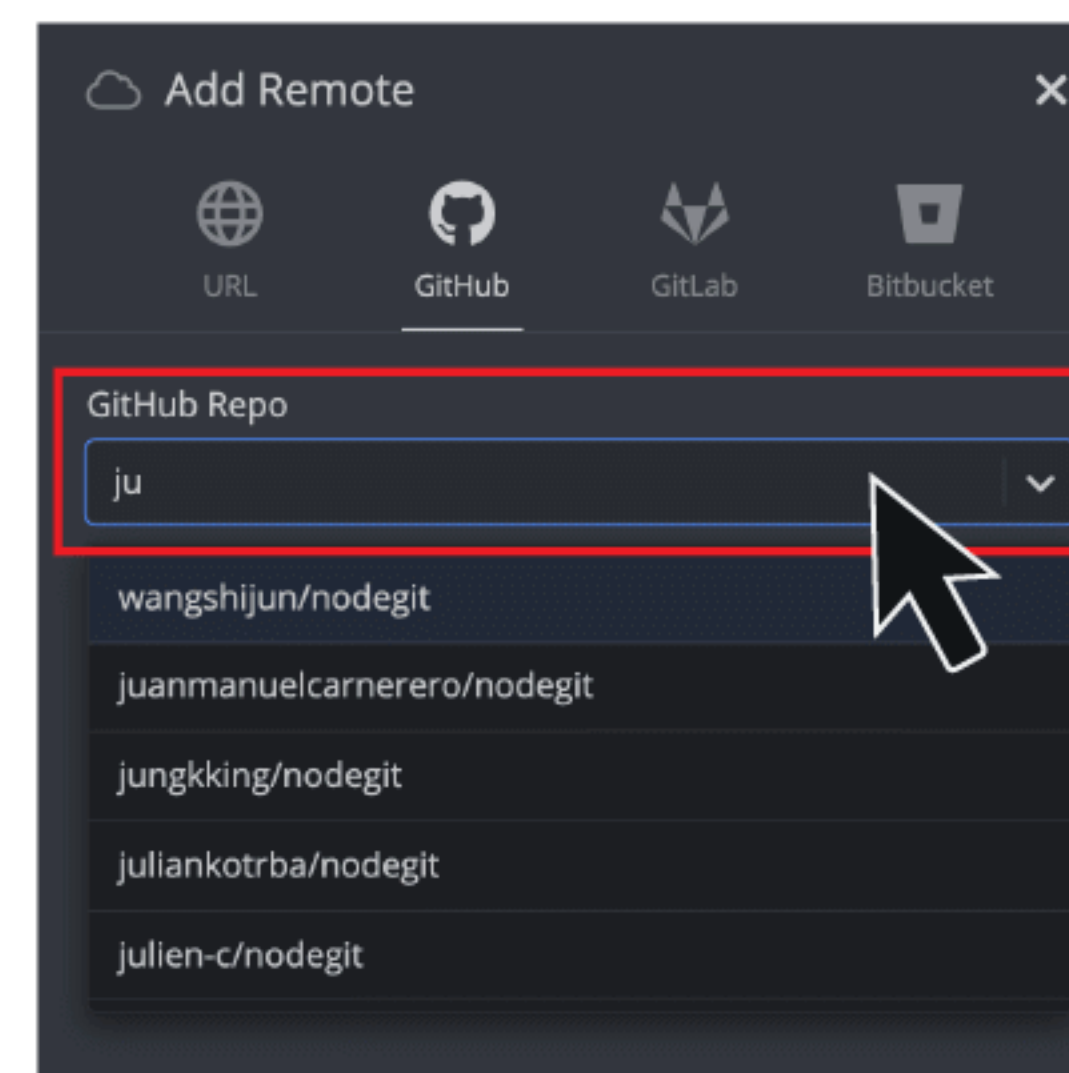 Add Remote
URL GitHub GitLab Bitbucket
GitHub Repo
ju
wangshijun/nodegit
juanmanuelcarnerero/nodegit
jungkking/nodegit
juliankotrba/nodegit
julien-c/nodegit